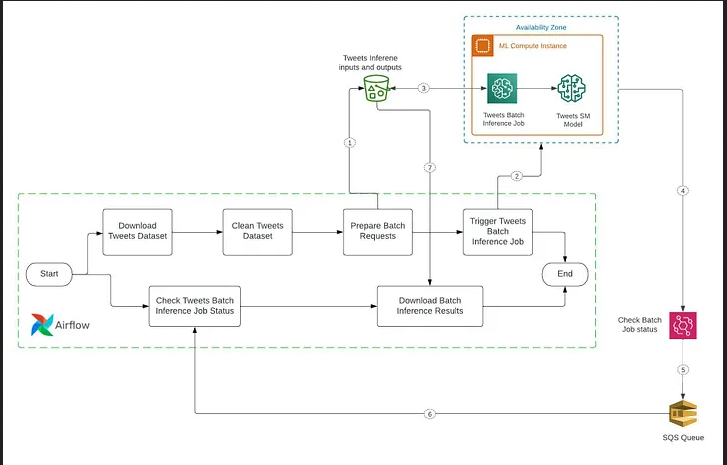 Availability Zone
ML Compute Instance
Tweets Inferene
inputs and outputs
3
Tweets Batch
Inference Job
Tweets SM
Model
1
7
2
4
Download
Tweets Dataset
Clean Tweets
Dataset
Prepare Batch
Requests
Trigger Tweets
Batch
Inference Job
Start
End
Check Tweets Batch
Inference Job Status
Download Batch
Inference Results
Airflow
Check Batch
Job status
5
6
SQS Queue